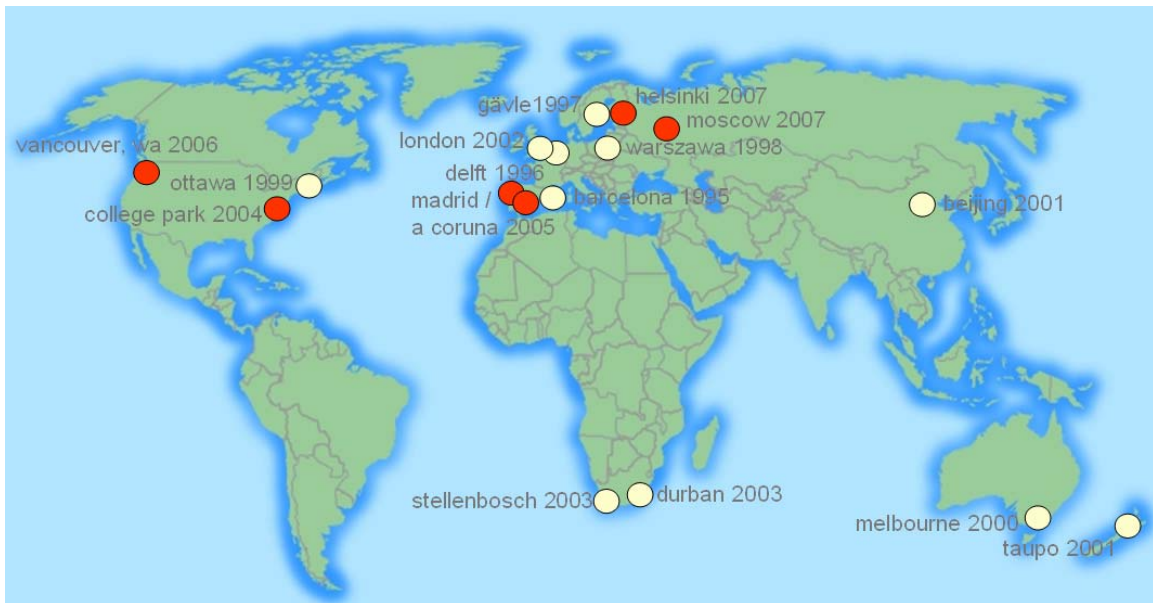 gävle1997
helsinki 2007
moscow 2007
london 2002
warszawa 1998
vancouver, wa 2006
delft 1996
ottawa 1999
madrid /
barcelona 1995
beijing 2001
college park 2004
a coruna 2005
stellenbosch 2003
durban 2003
melbourne 2000
taupo 2001